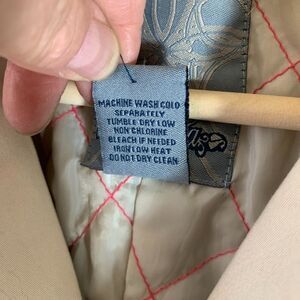 MACHINE WASH COLD
SEPARATELY
TUMBLE DRY LOW
NON CHLORINE
BLEACH IF NEEDED
IRON LOW HEAT
DO NOT DRY CLEAN